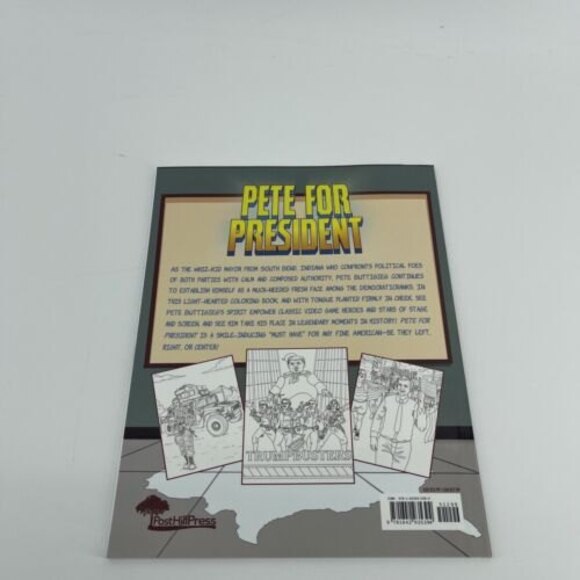 PETE FOR
PRESIDENT
AS THE WHIZ-KID MAYOR FROM SOUTH BEND, INDIANA WHO CONFRONTS POLITICAL FOES
OF BOTH PARTIES WITH CALM AND COMPOSED AUTHORITY, PETE BUTTIGIEG CONTINUES
TO ESTABLISH HIMSELF AS A MUCH-NEEDED FRESH FACE AMONG THE DEMOCRATIC RANKS. IN
THIS LIGHT-HEARTED COLORING BOOK, AND WITH TONGUE PLANTED FIRMLY IN CHEEK, SEE
PETE BUTTIGIEG'S SPIRIT EMPOWER CLASSIC VIDEO GAME HEROES AND STARS OF STAGE
AND SCREEN, AND SEE HIM TAKE HIS PLACE IN LEGENDARY MOMENTS IN HISTORY! PETE FOR
PRESIDENT IS A SMILE-INDUCING "MUST HAVE" FOR ANY FINE AMERICAN—BE THEY LEFT,
RIGHT, OR CENTER!
TRUMPBUSTERS
PostHillPress